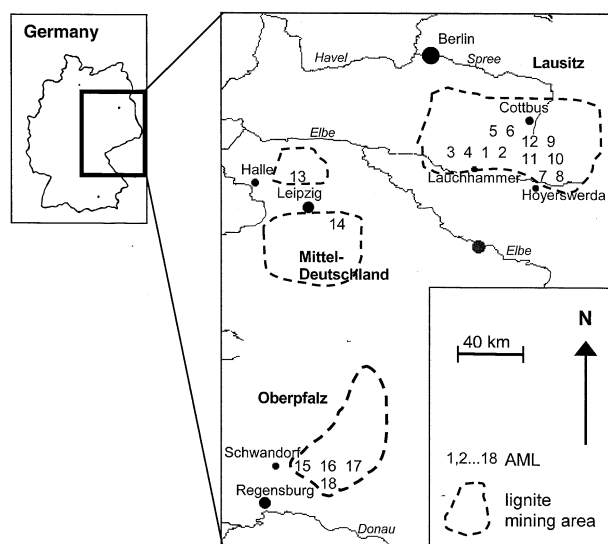 Germany
Berlin
Lausitz
Havel
Spree
Cottbus
Elbe
5 6
12 9
3 4 1 2
11 10
Halle
13
Lauchhammer
7 8
Leipzig
Hoyerswerda
14
Mittel-
Deutschland
Elbe
N
40 km
Oberpfalz
Schwandorf
15 16 17
18
1,2...18 AML
Regensburg
lignite
mining area
Donau